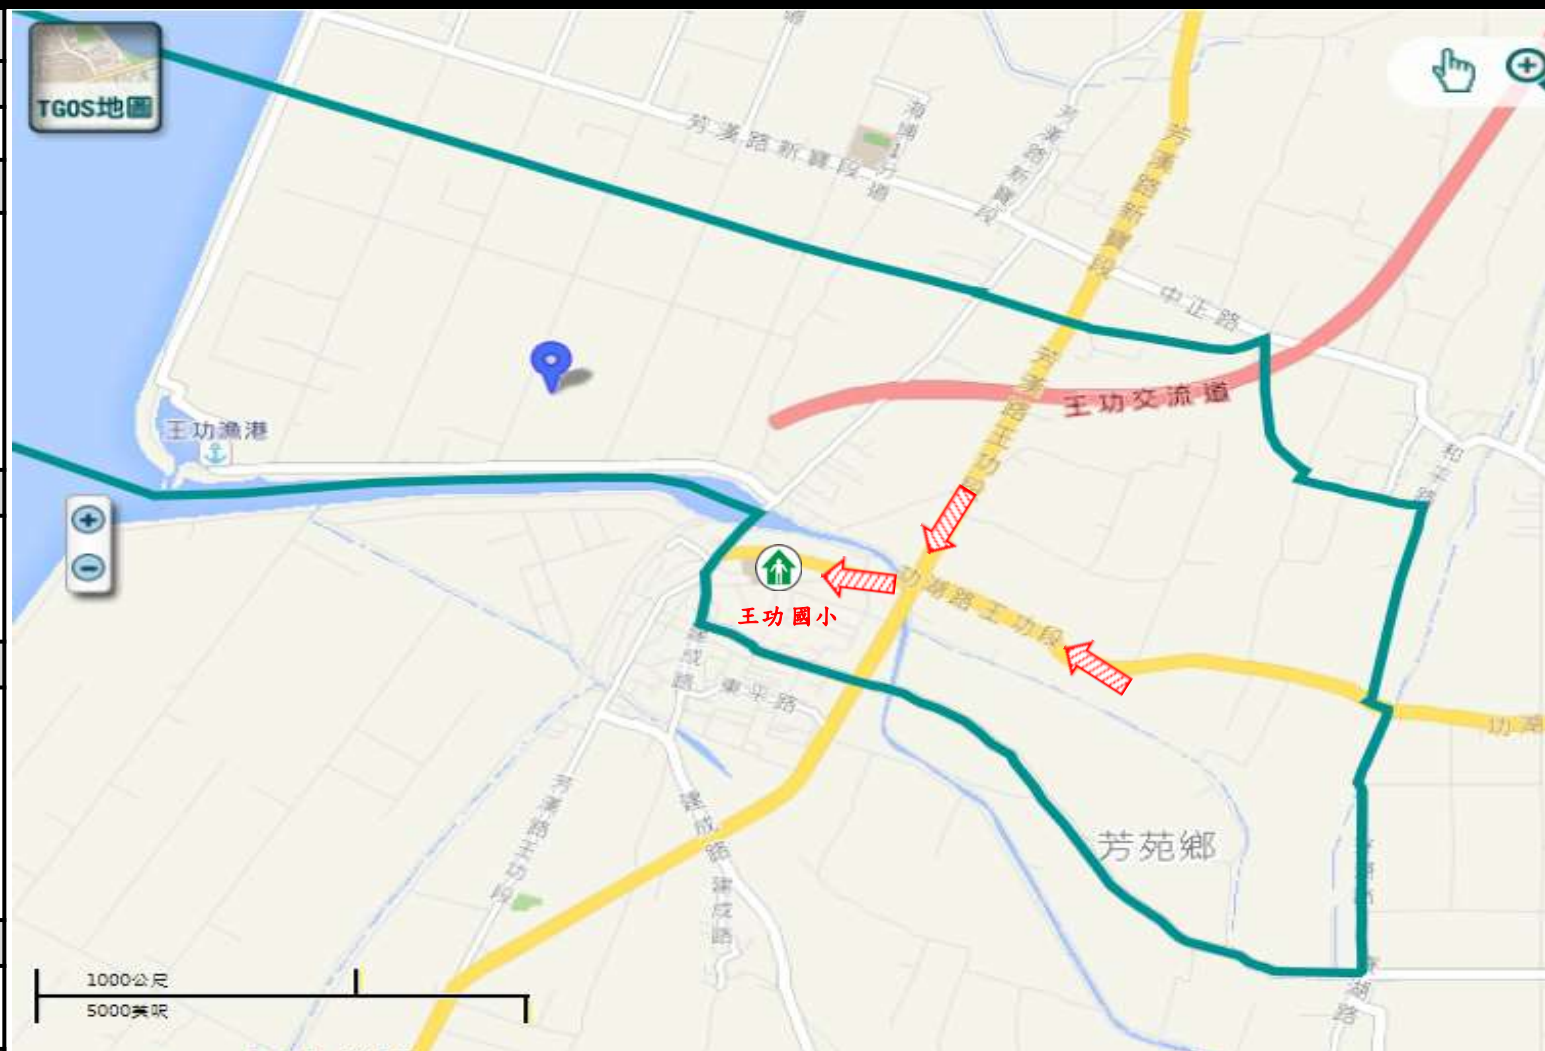 TGOS地圖
芳漢路新寶段
芳漢路新寶段
芳漢路新寶段
中正路
芳漢路王功段
王功交流道
王功漁港
和平路
功湖路王功段
王功國小
建成路
東平路
功湖
芳漢路王功段
建成路
建成路
芳苑鄉
1000公尺
5000英呎